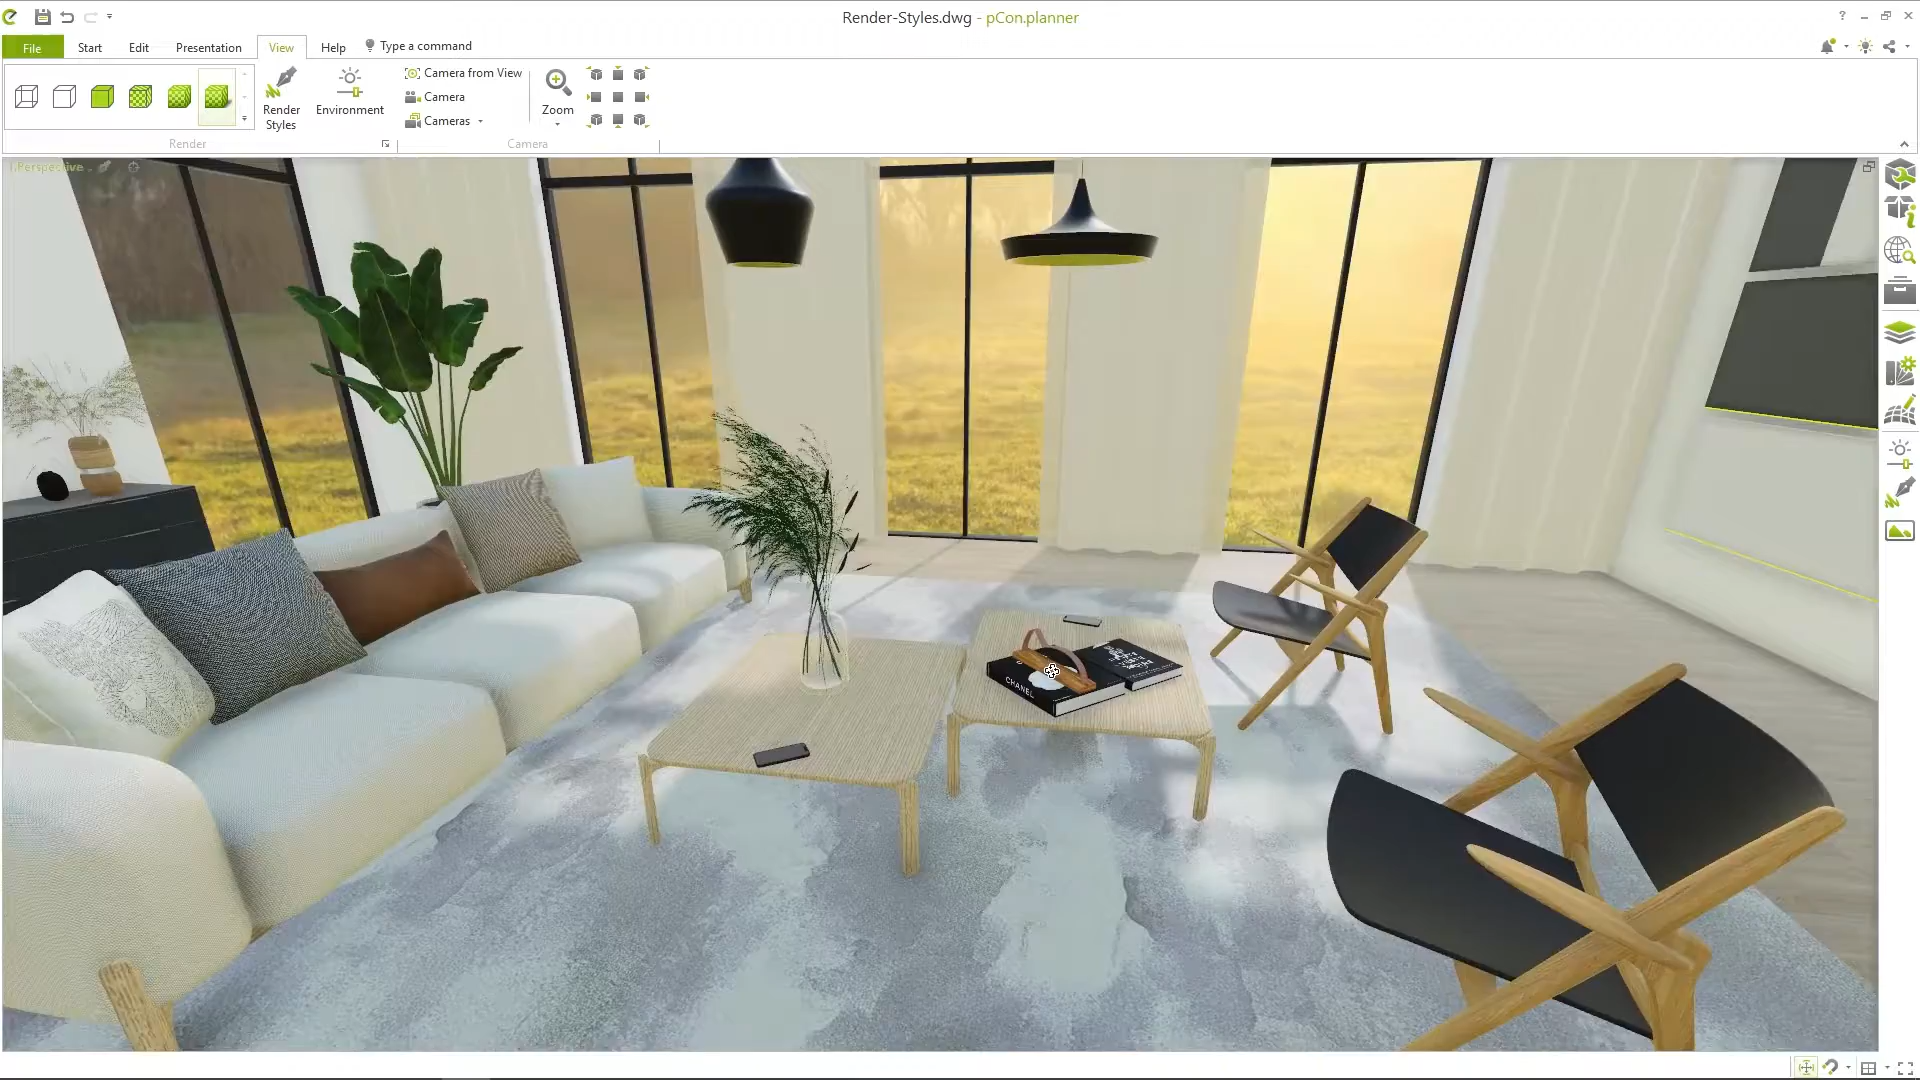 Render-Styles.dwg - pCon.planner
?
File
Start
Edit
Presentation
View
Help
Type a command
Render
Styles
Environment
Camera from View
Camera
Cameras
Zoom
Render
Camera
Perspective
CHANEL